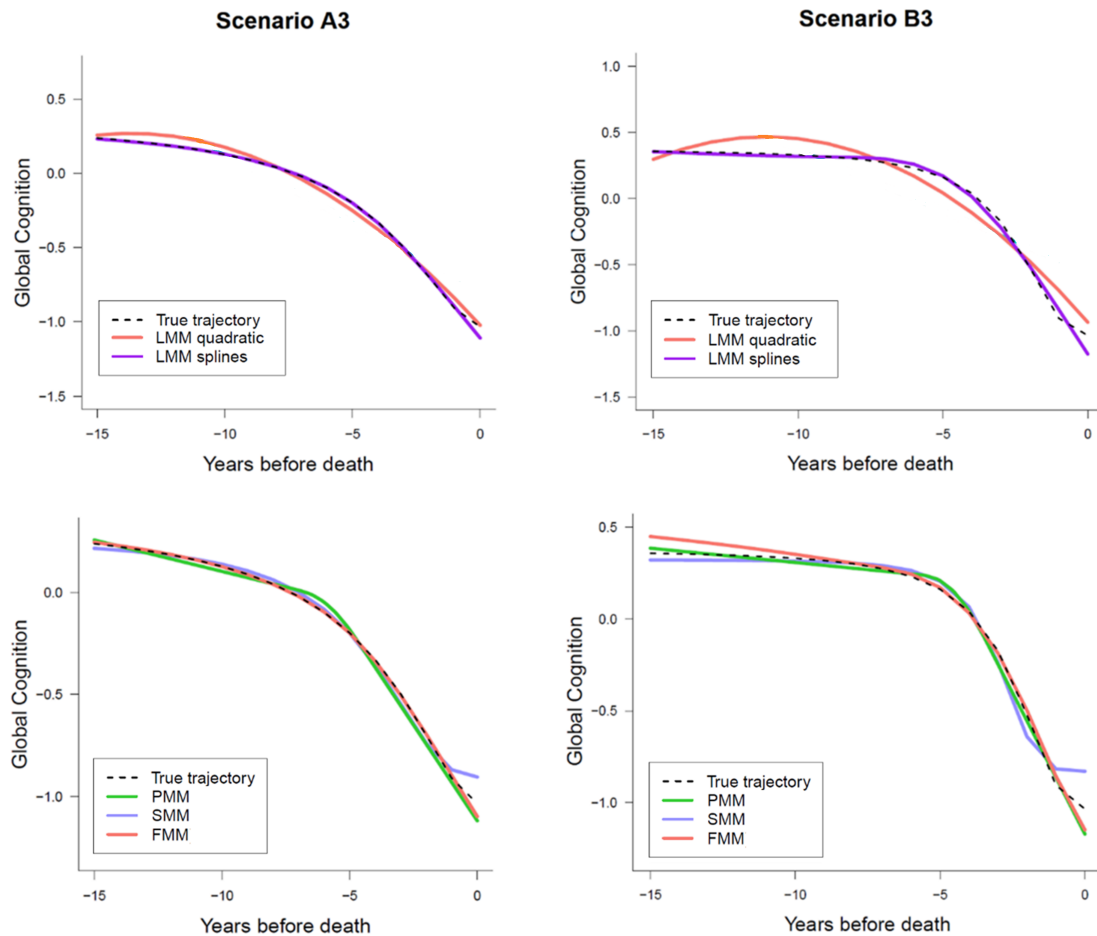 Scenario A3
Scenario B3
Global Cognition
0.5
0.0
−0.5
−1.0
−1.5
True trajectory
LMM quadratic
LMM splines
−15
−10
−5
0
Years before death
Global Cognition
1.0
0.5
0.0
−0.5
−1.0
−1.5
True trajectory
LMM quadratic
LMM splines
−15
−10
−5
0
Years before death
Global Cognition
0.0
−0.5
−1.0
True trajectory
PMM
SMM
FMM
−15
−10
−5
0
Years before death
Global Cognition
0.5
0.0
−0.5
−1.0
True trajectory
PMM
SMM
FMM
−15
−10
−5
0
Years before death